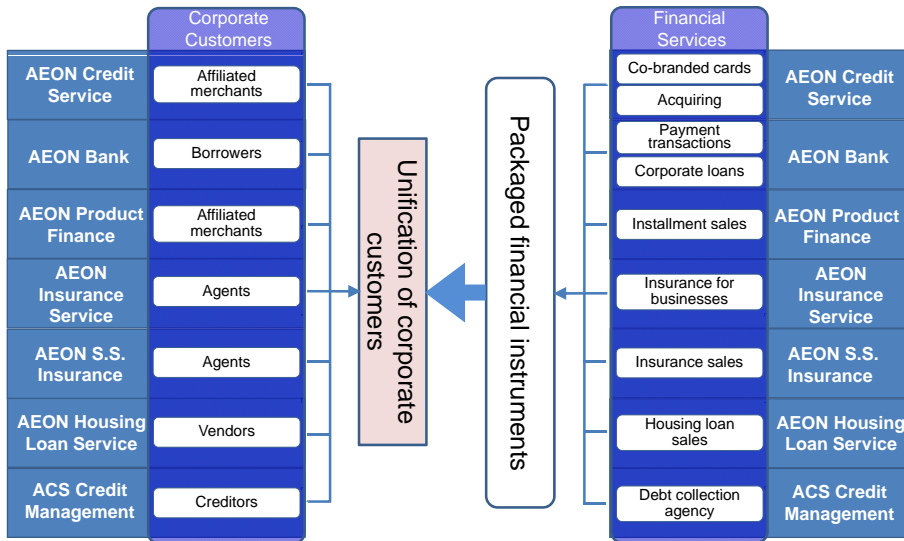 Corporate
Customers
AEON Credit
Service
Affiliated
merchants
AEON Bank
Borrowers
AEON Product
Finance
Affiliated
merchants
AEON
Insurance
Service
Agents
AEON S.S.
Insurance
Agents
AEON Housing
Loan Service
Vendors
ACS Credit
Management
Creditors
Unification of corporate
customers
Packaged financial instruments
Financial
Services
Co-branded cards
Acquiring
AEON Credit
Service
Payment
transactions
Corporate loans
AEON Bank
Installment sales
AEON Product
Finance
Insurance for
businesses
AEON
Insurance
Service
Insurance sales
AEON S.S.
Insurance
Housing loan
sales
AEON Housing
Loan Service
Debt collection
agency
ACS Credit
Management